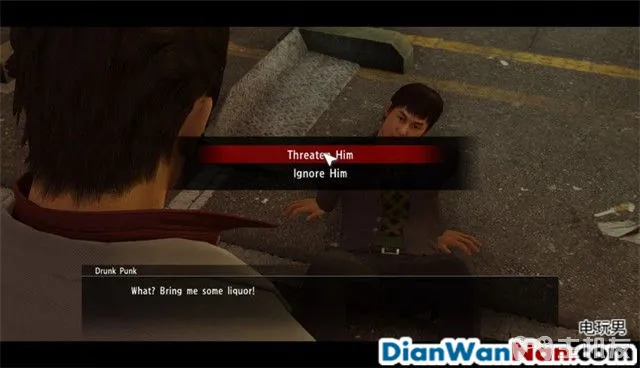 Threaten Him
Ignore Him
Drunk Punk
What? Bring me some liquor!
电玩男
DianWanNan.com